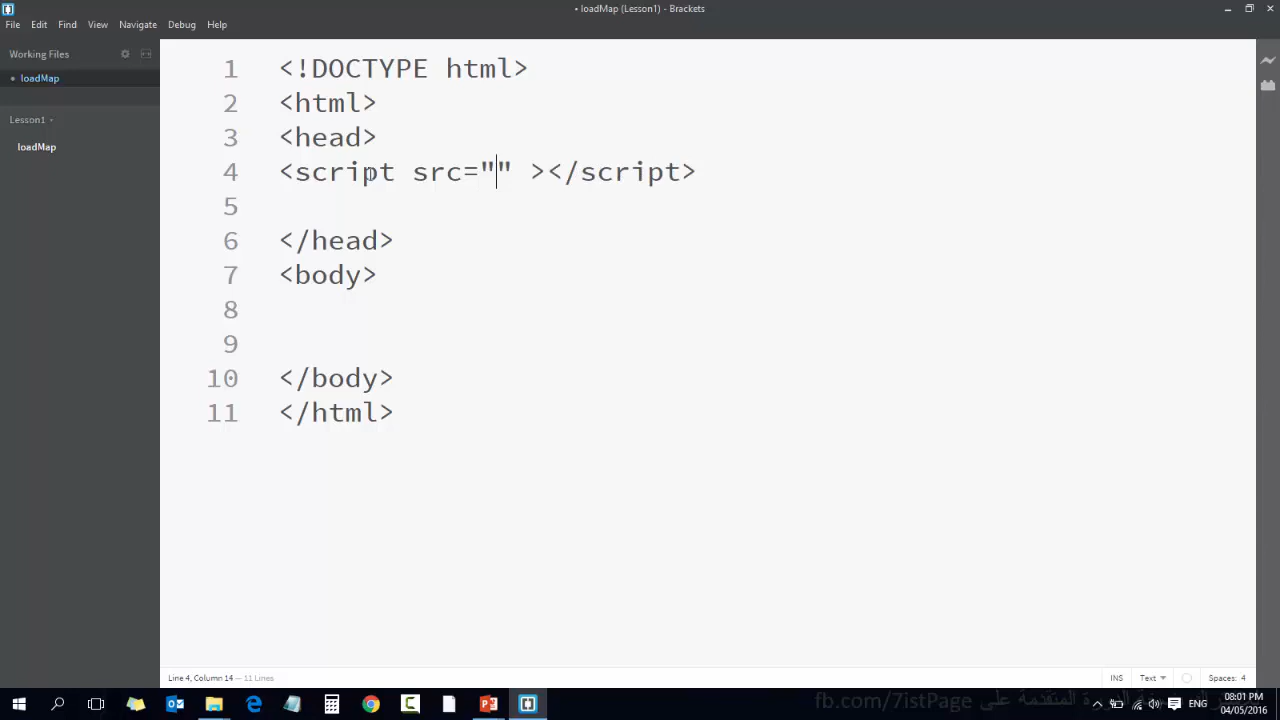 • loadMap (Lesson1) - Brackets
File Edit Find View Navigate Debug Help
Working Files
• loadMap
Lesson1
loadMap
1 <!DOCTYPE html>
2 <html>
3 <head>
4 <script src="" ></script>
5
6 </head>
7 <body>
8
9
10 </body>
11 </html>
Line 4, Column 14 — 11 Lines
INS Text Spaces: 4
fb.com/7istPage المتقدمة على
ENG
08:01 PM
04/05/2016